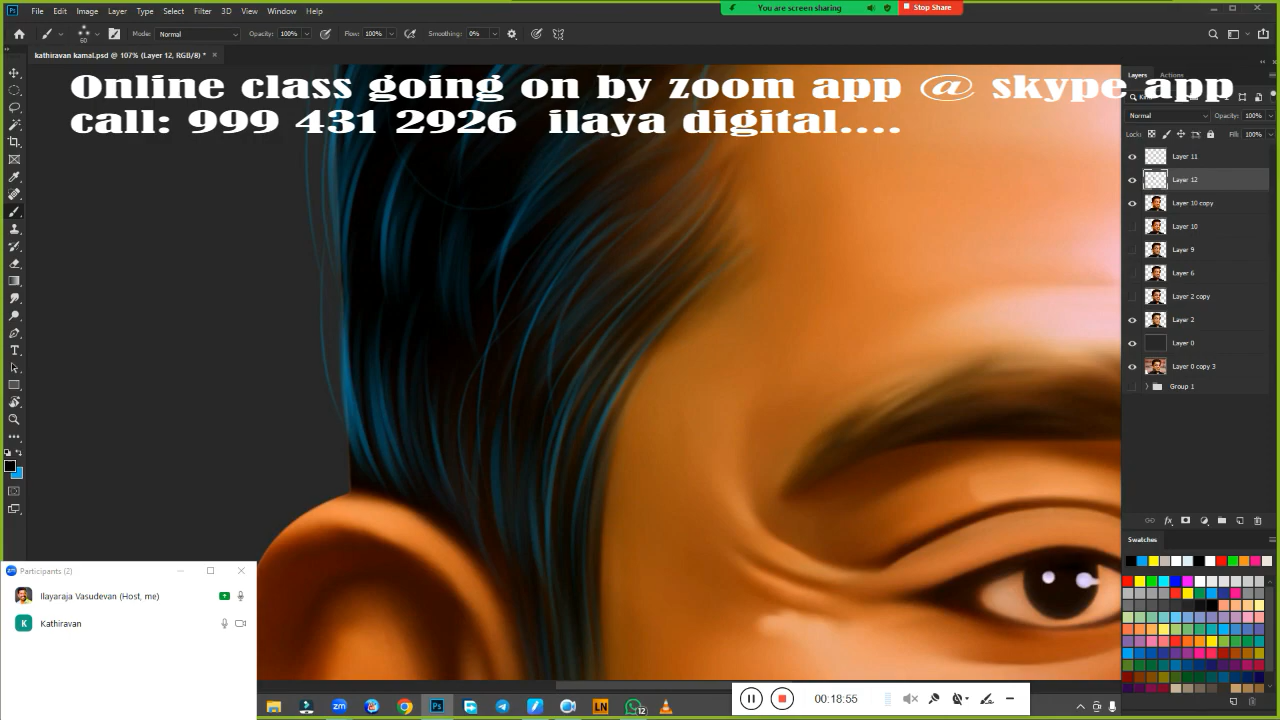 You are screen sharing
Stop Share
File Edit Image Layer Type Select Filter 3D View Window Help
Mode: Normal Opacity: 100% Flow: 100% Smoothing: 0%
kathiravan kamal.psd @ 107% (Layer 12, RGB/8) *
Online class going on by zoom app @ skype app
call: 999 431 2926 ilaya digital....
Layers Actions
Normal Opacity: 100%
Lock: Fill: 100%
Layer 11
Layer 12
Layer 10 copy
Layer 10
Layer 9
Layer 6
Layer 2 copy
Layer 2
Layer 0
Layer 0 copy 3
Group 1
Swatches
Participants (2)
Ilayaraja Vasudevan (Host, me)
K Kathiravan
00:18:55